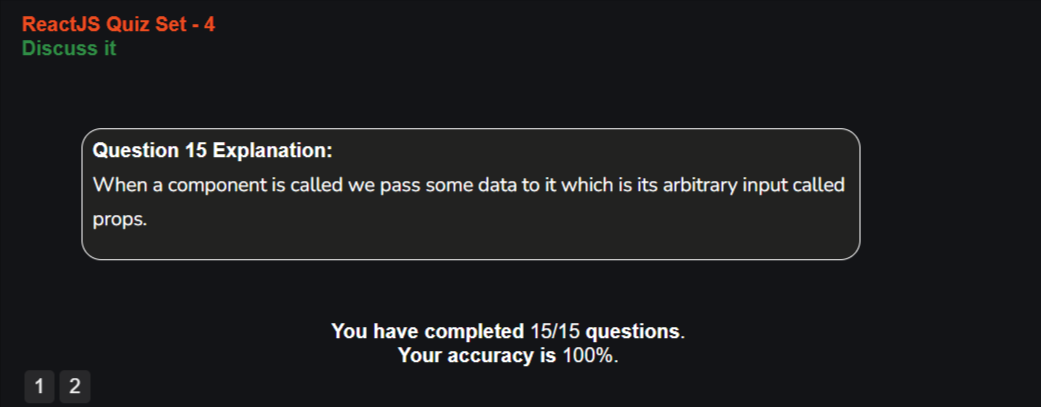 ReactJS Quiz Set - 4
Discuss it
Question 15 Explanation:
When a component is called we pass some data to it which is its arbitrary input called
props.
You have completed 15/15 questions.
Your accuracy is 100%.
1 2